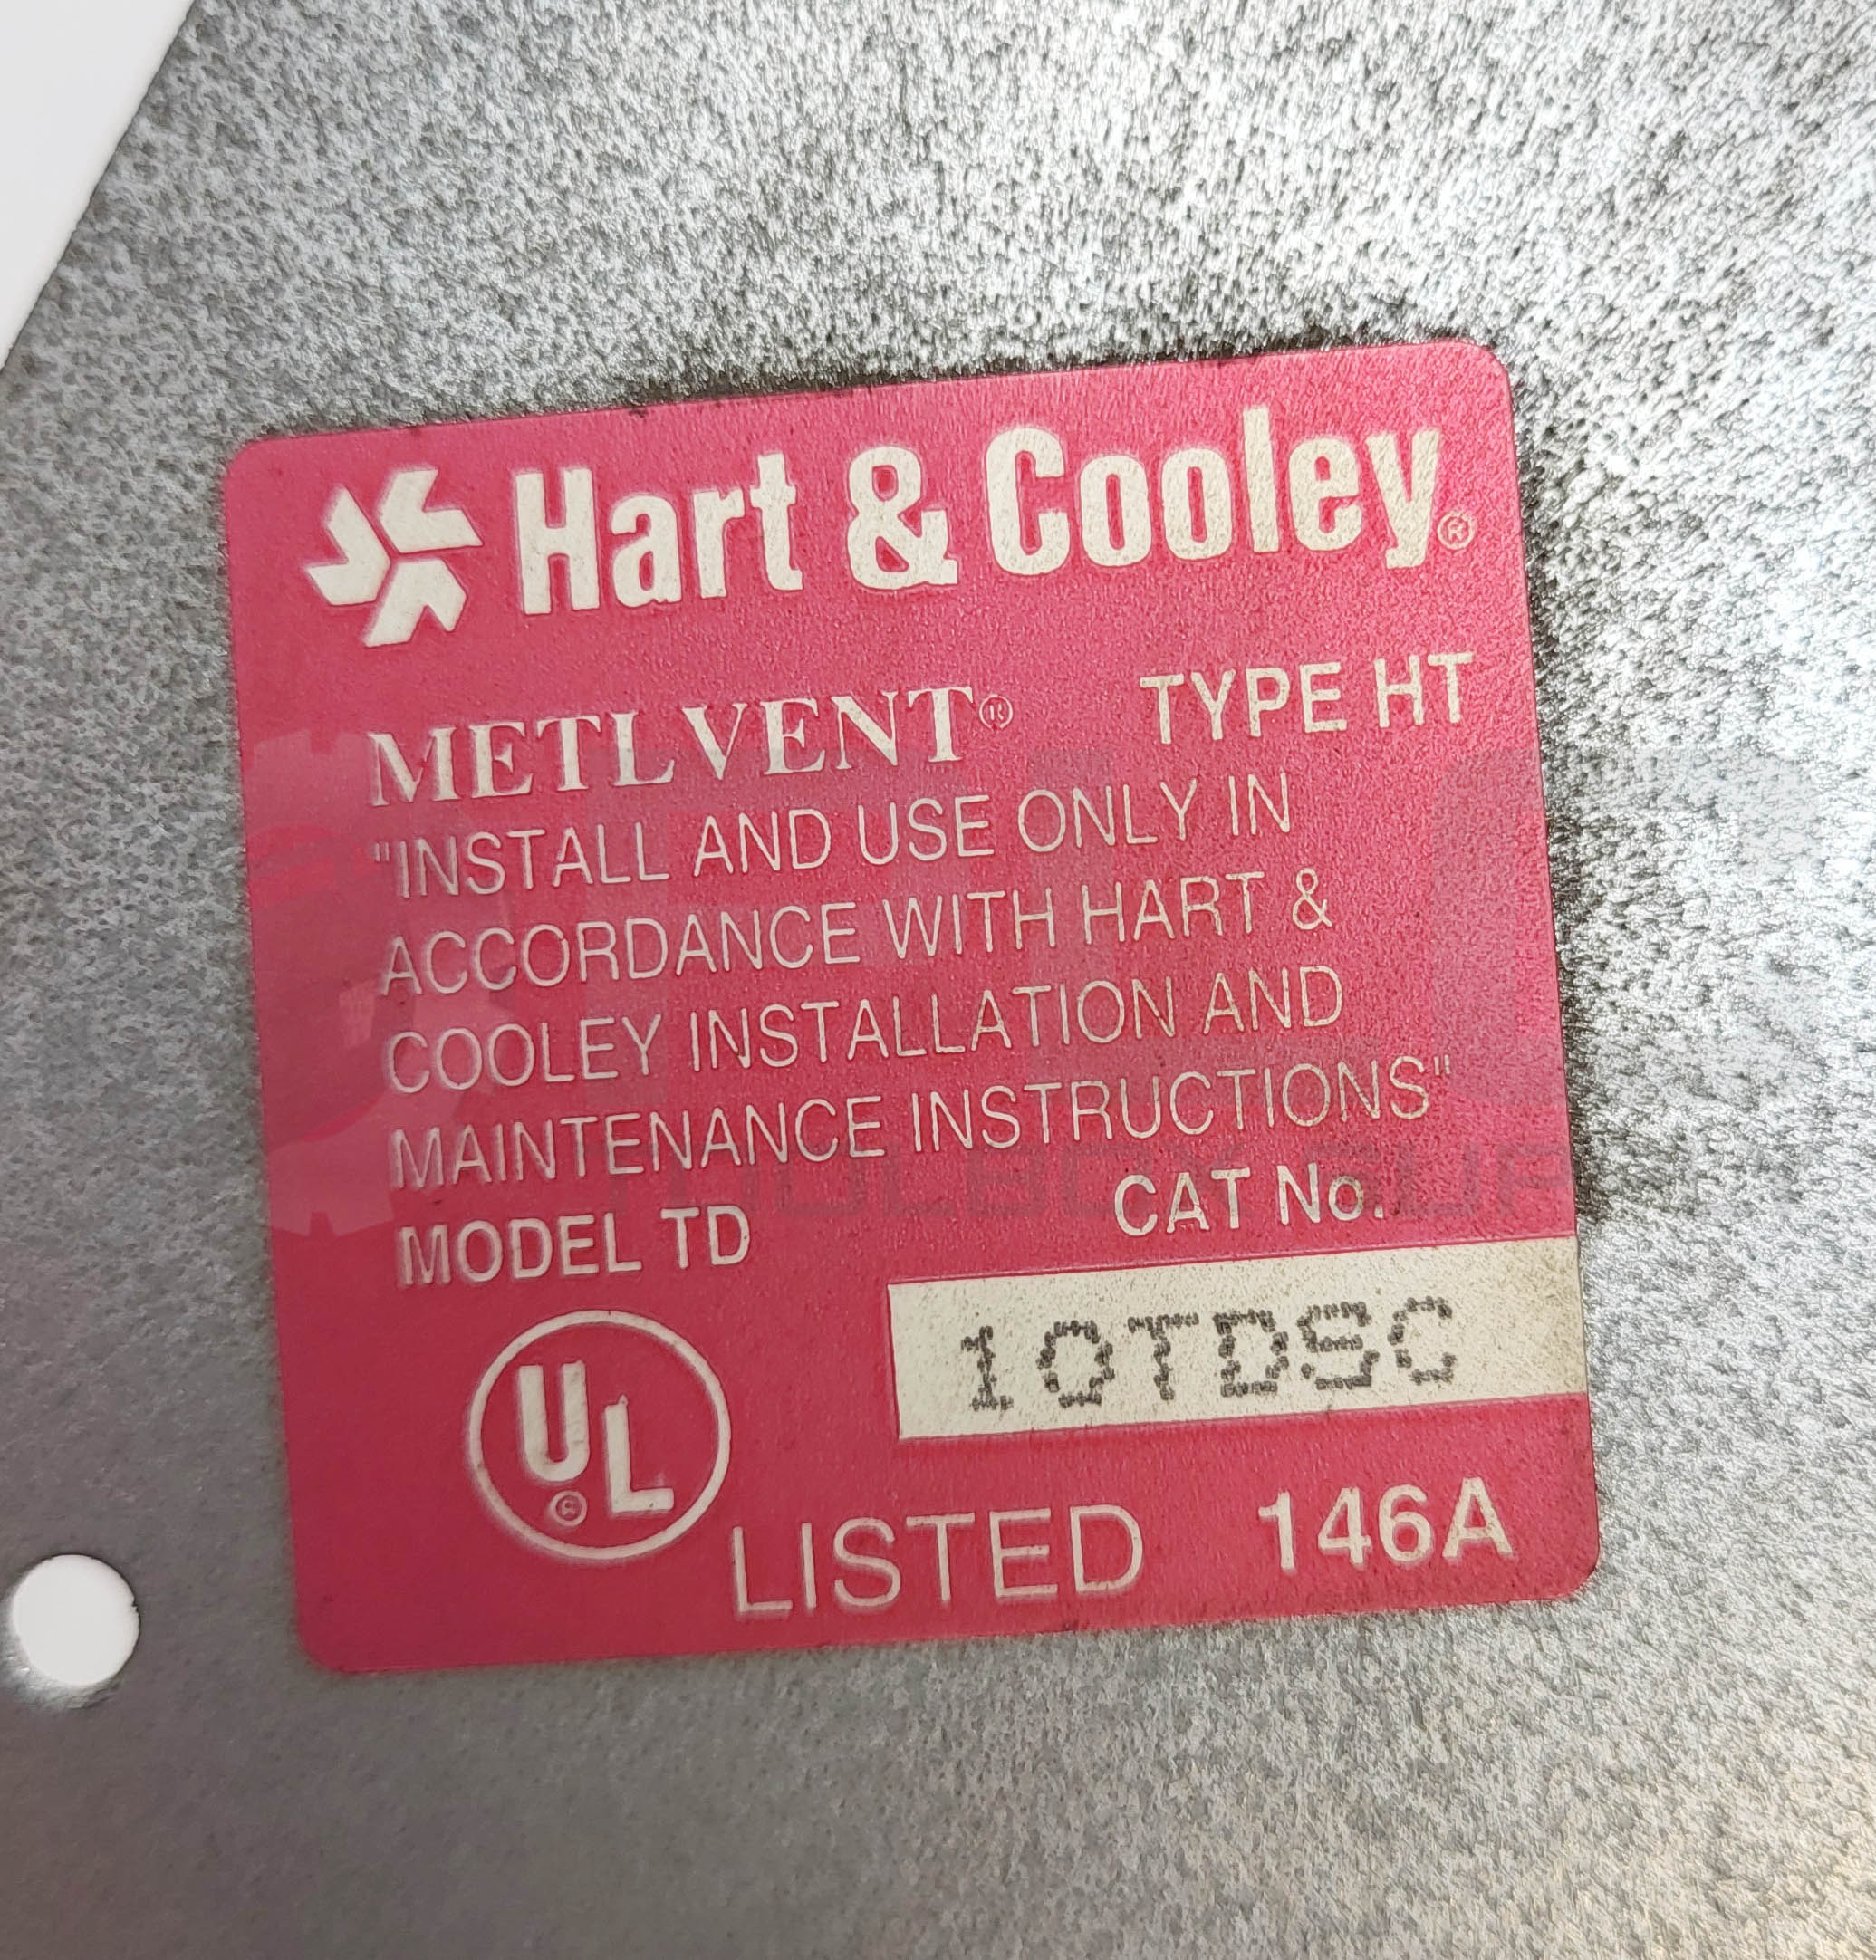 Hart & Cooley®
METLVENT® TYPE HT
"INSTALL AND USE ONLY IN
ACCORDANCE WITH HART &
COOLEY INSTALLATION AND
MAINTENANCE INSTRUCTIONS"
MODEL TD CAT No.
10TDSC
UL®
LISTED 146A